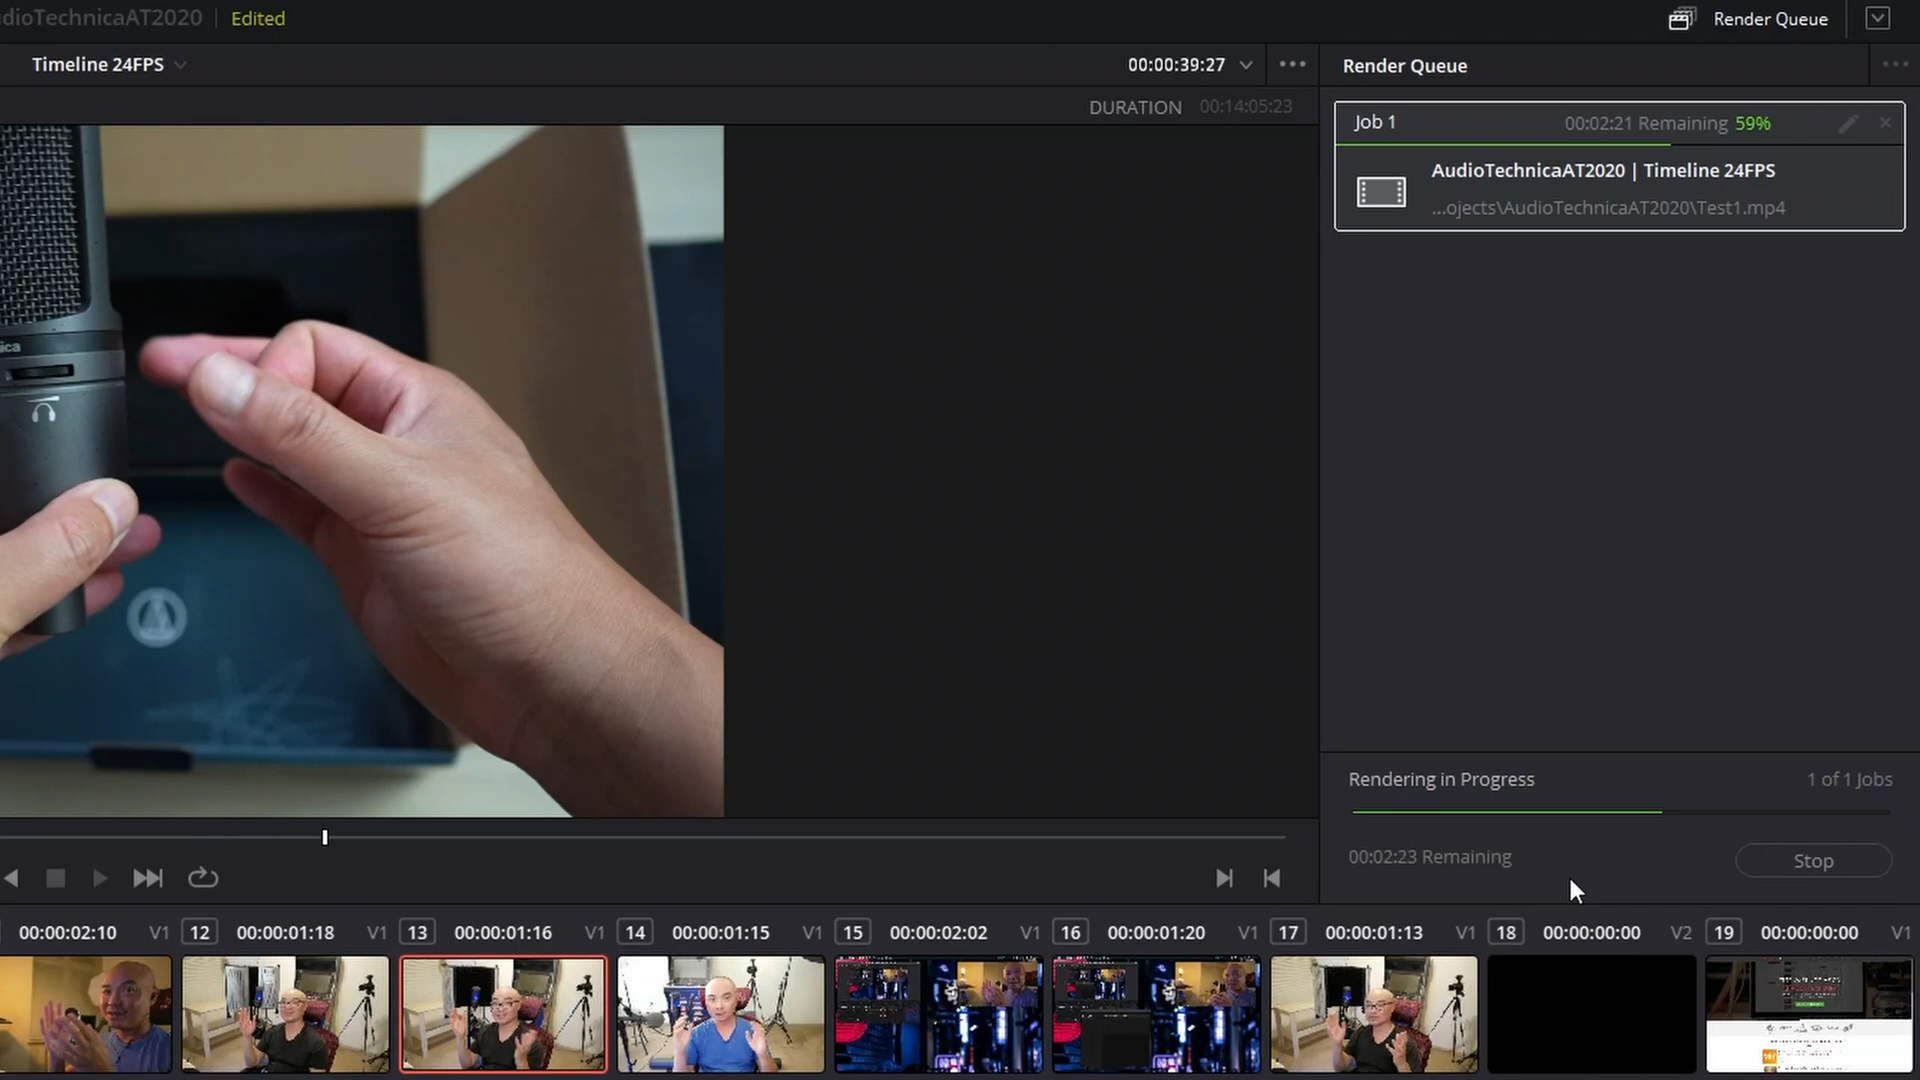 dioTechnicaAT2020 Edited
Render Queue
Timeline 24FPS
00:00:39:27
Render Queue
DURATION 00:14:05:23
Job 1
00:02:21 Remaining 59%
AudioTechnicaAT2020 | Timeline 24FPS
...ojects\AudioTechnicaAT2020\Test1.mp4
ica
Rendering in Progress
1 of 1 Jobs
00:02:23 Remaining
Stop
00:00:02:10 V1 12 00:00:01:18 V1 13 00:00:01:16 V1 14 00:00:01:15 V1 15 00:00:02:02 V1 16 00:00:01:20 V1 17 00:00:01:13 V1 18 00:00:00:00 V2 19 00:00:00:00 V1